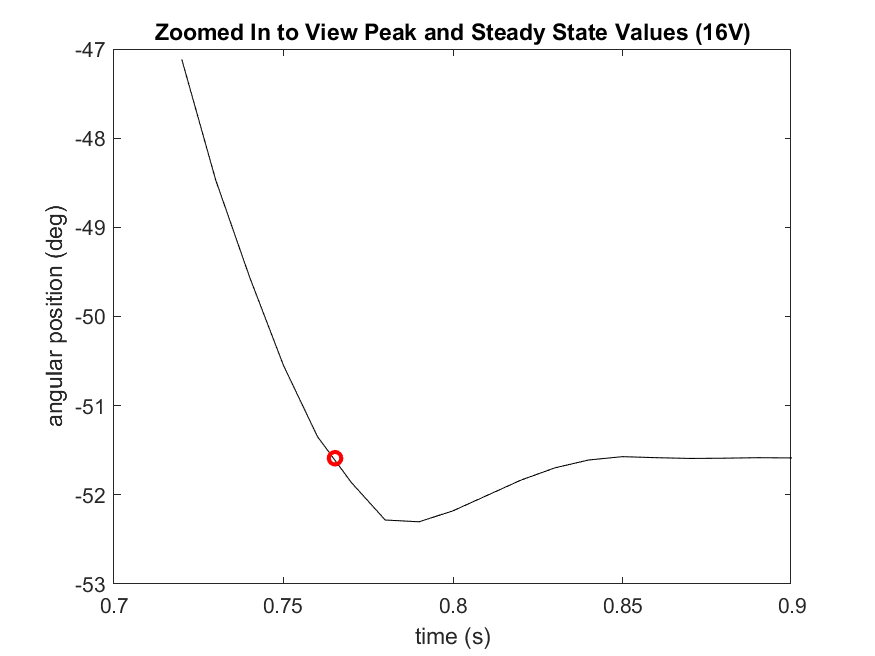 Zoomed In to View Peak and Steady State Values (16V)
-47
-48
-49
-50
-51
-52
-53
angular position (deg)
0.7 0.75 0.8 0.85 0.9
time (s)